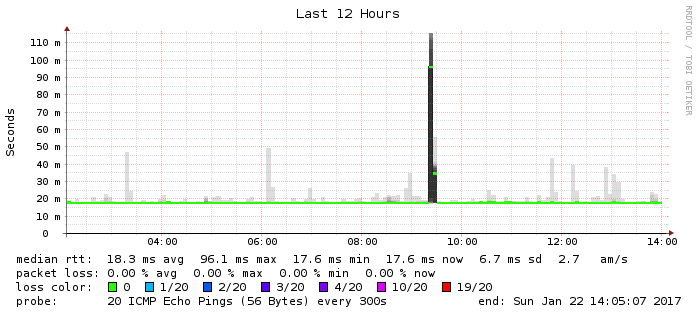 Last 12 Hours
RRDTOOL / TOBI OETIKER
Seconds
110 m
100 m
90 m
80 m
70 m
60 m
50 m
40 m
30 m
20 m
10 m
0
04:00 06:00 08:00 10:00 12:00 14:00
median rtt: 18.3 ms avg 96.1 ms max 17.6 ms min 17.6 ms now 6.7 ms sd 2.7 am/s
packet loss: 0.00 % avg 0.00 % max 0.00 % min 0.00 % now
loss color: 0 1/20 2/20 3/20 4/20 10/20 19/20
probe: 20 ICMP Echo Pings (56 Bytes) every 300s end: Sun Jan 22 14:05:07 2017